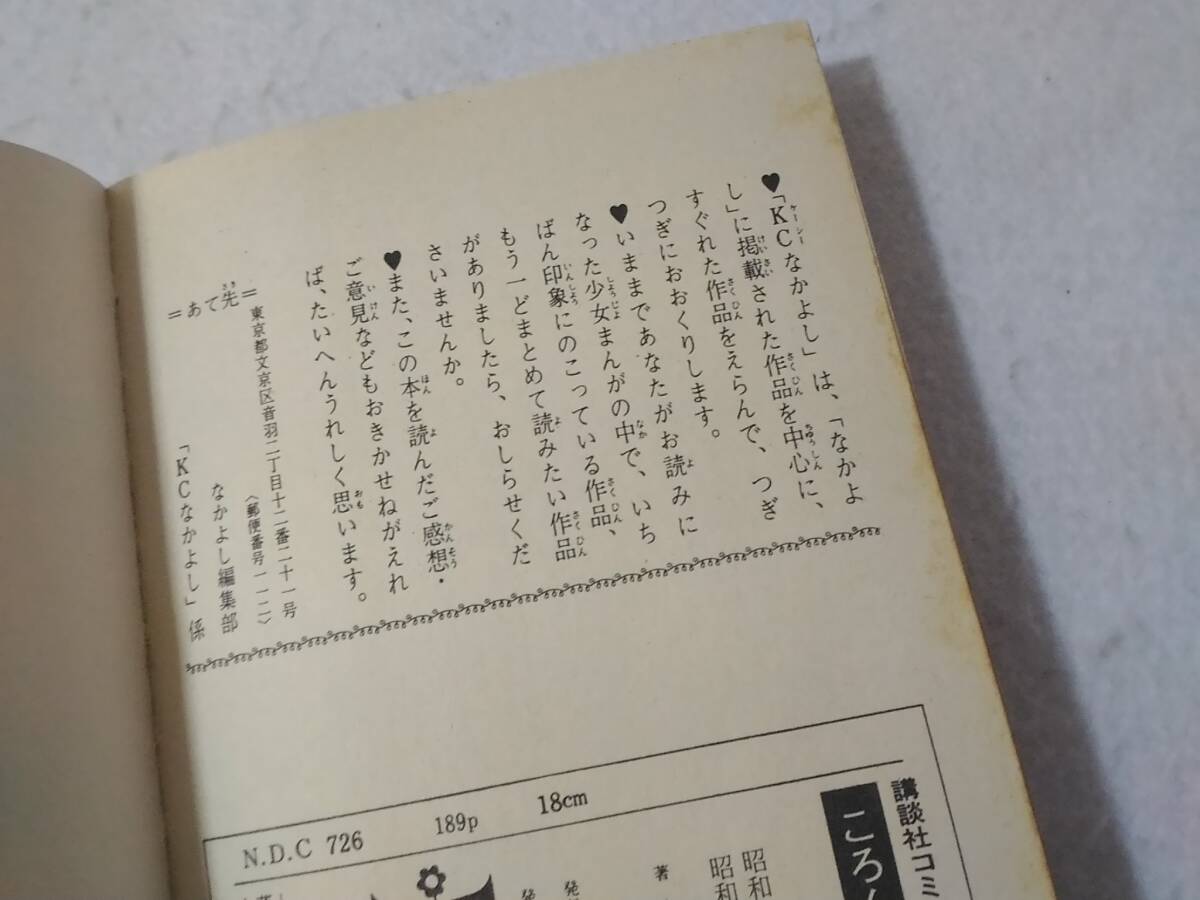 ♥「KCなかよし」は、「なかよ
し」に掲載された作品を中心に、
すぐれた作品をえらんで、つぎ
つぎにおおくりします。
♥いままであなたがお読みに
なった少女まんがの中で、いち
ばん印象にのこっている作品、
もう一どまとめて読みたい作品
がありましたら、おしらせくだ
さいませんか。
♥また、この本を読んだご感想・
ご意見などもおきかせねがえれ
ば、たいへんうれしく思います。
=あて先=
東京都文京区音羽二丁目十二番二十一号
〈郵便番号一一二〉
なかよし編集部
「KCなかよし」係
講談社コミ
ころ
昭和
昭和
著
発
発
N.D.C 726 189p 18cm